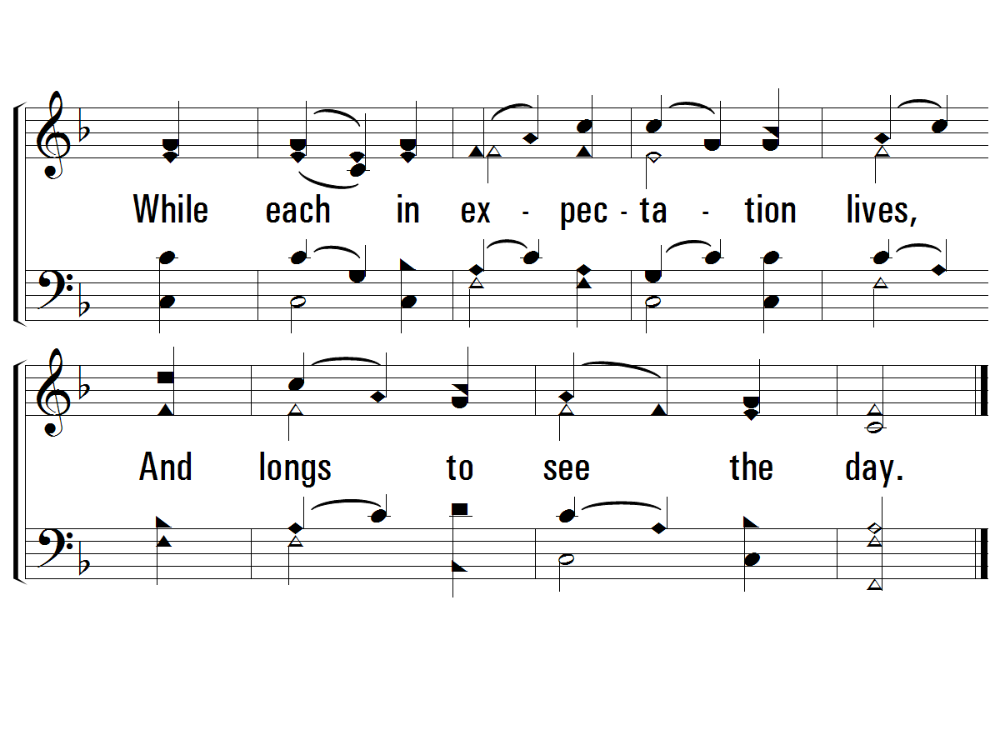 While each in ex - pec - ta - tion lives,
And longs to see the day.